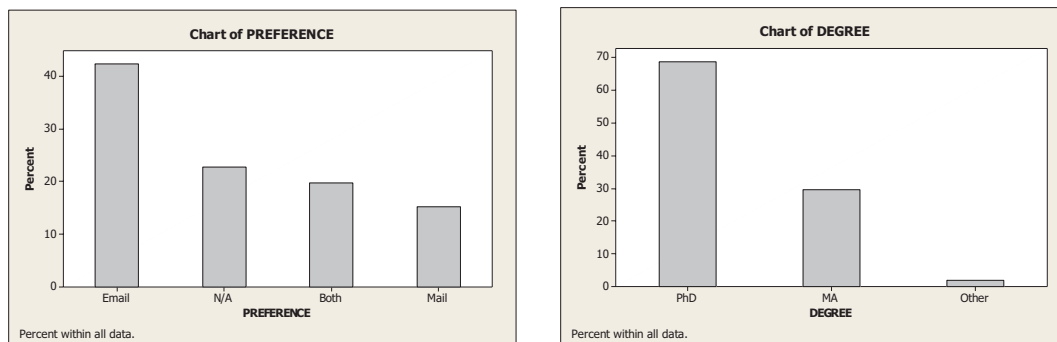 Chart of PREFERENCE
Percent
40
30
20
10
0
Email N/A Both Mail
PREFERENCE
Percent within all data.
Chart of DEGREE
Percent
70
60
50
40
30
20
10
0
PhD MA Other
DEGREE
Percent within all data.